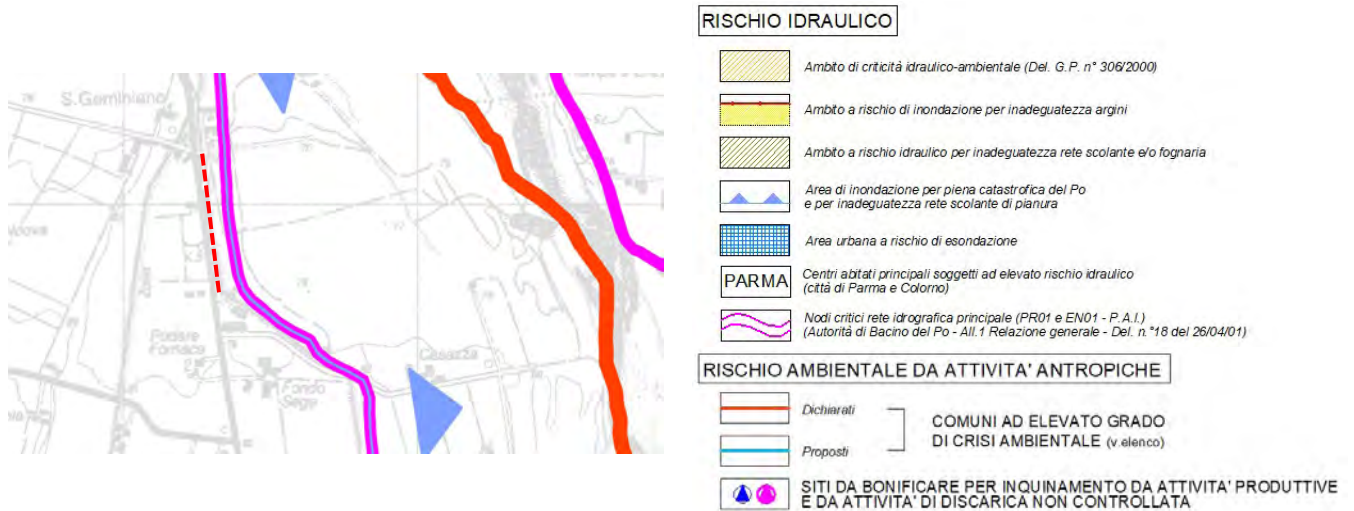 S.Geminiano
Podere
Fornace
Casazza
Fondo
Sega
RISCHIO IDRAULICO
Ambito di criticità idraulico-ambientale (Del. G.P. n° 306/2000)
Ambito a rischio di inondazione per inadeguatezza argini
Ambito a rischio idraulico per inadeguatezza rete scolante e/o fognaria
Area di inondazione per piena catastrofica del Po
e per inadeguatezza rete scolante di pianura
Area urbana a rischio di esondazione
PARMA
Centri abitati principali soggetti ad elevato rischio idraulico
(città di Parma e Colorno)
Nodi critici rete idrografica principale (PR01 e EN01 - P.A.I.)
(Autorità di Bacino del Po - All.1 Relazione generale - Del. n.°18 del 26/04/01)
RISCHIO AMBIENTALE DA ATTIVITA' ANTROPICHE
Dichiarati
Proposti
COMUNI AD ELEVATO GRADO
DI CRISI AMBIENTALE (v.elenco)
SITI DA BONIFICARE PER INQUINAMENTO DA ATTIVITA' PRODUTTIVE
E DA ATTIVITA' DI DISCARICA NON CONTROLLATA